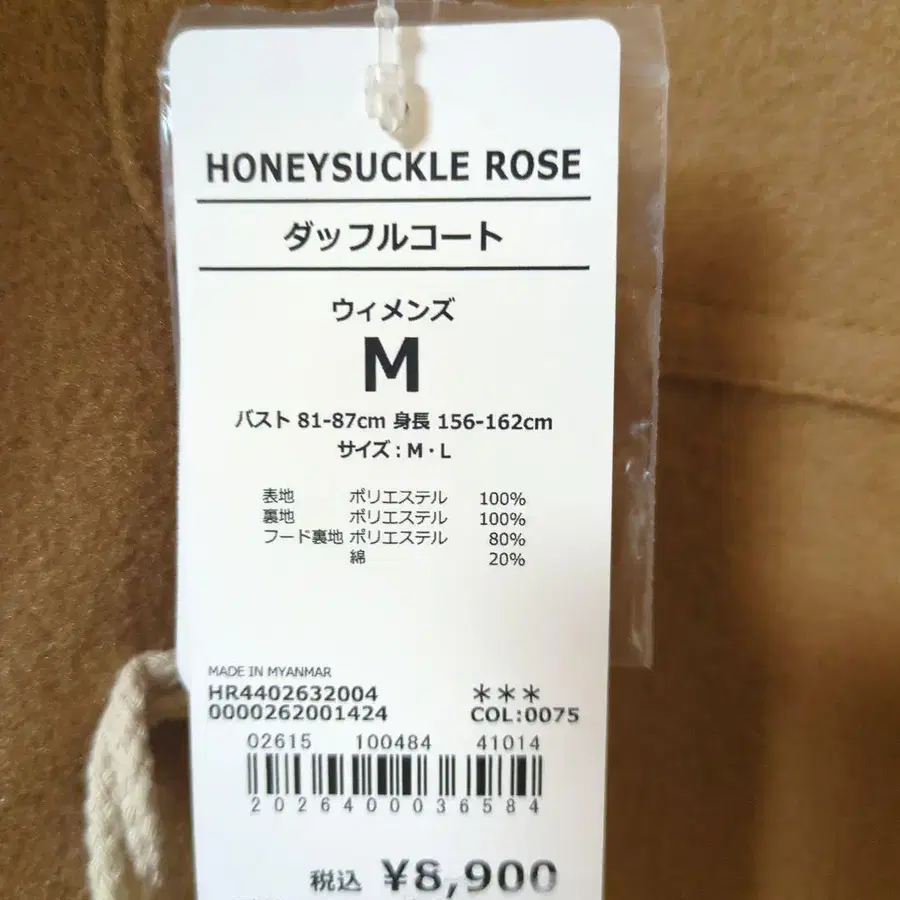 HONEYSUCKLE ROSE
ダッフルコート
ウィメンズ
M
バスト 81-87cm 身長 156-162cm
サイズ : M・L
表地 ポリエステル 100%
裏地 ポリエステル 100%
フード裏地 ポリエステル 80%
綿 20%
MADE IN MYANMAR
HR4402632004 ***
0000262001424 COL:0075
02615 100484 41014
2026400036584
税込 ¥8,900